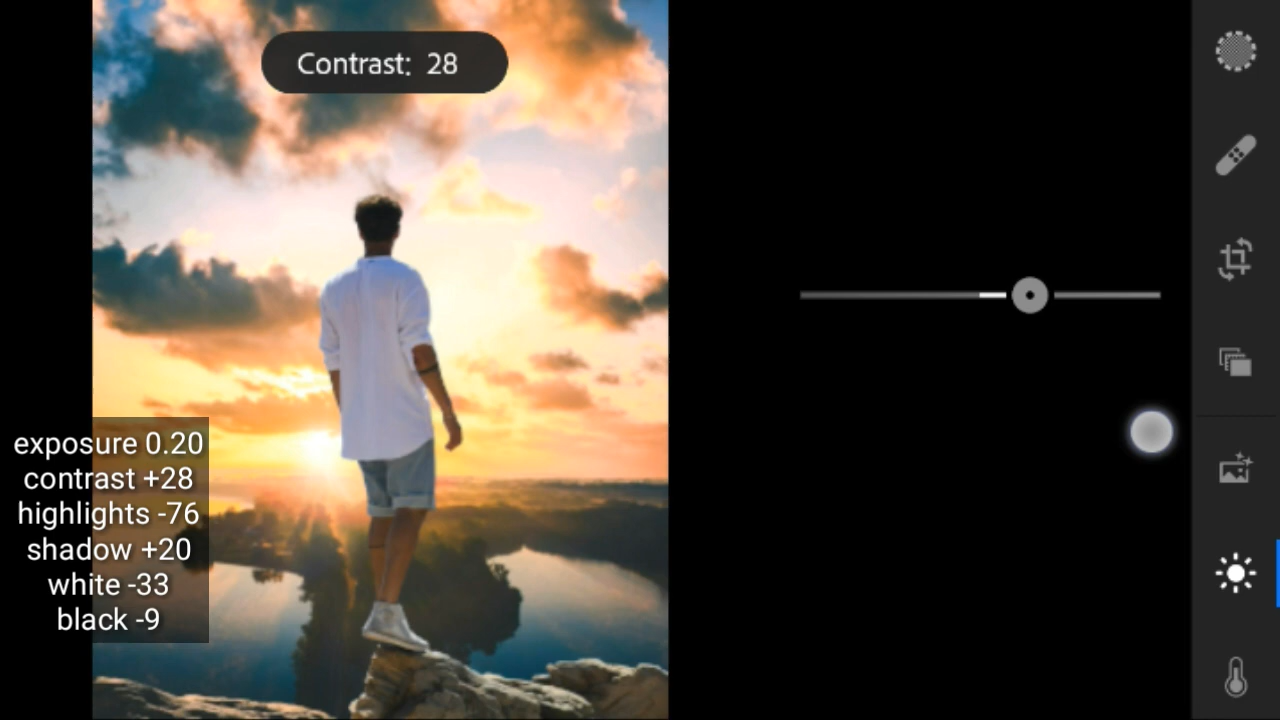 Contrast: 28
exposure 0.20
contrast +28
highlights -76
shadow +20
white -33
black -9